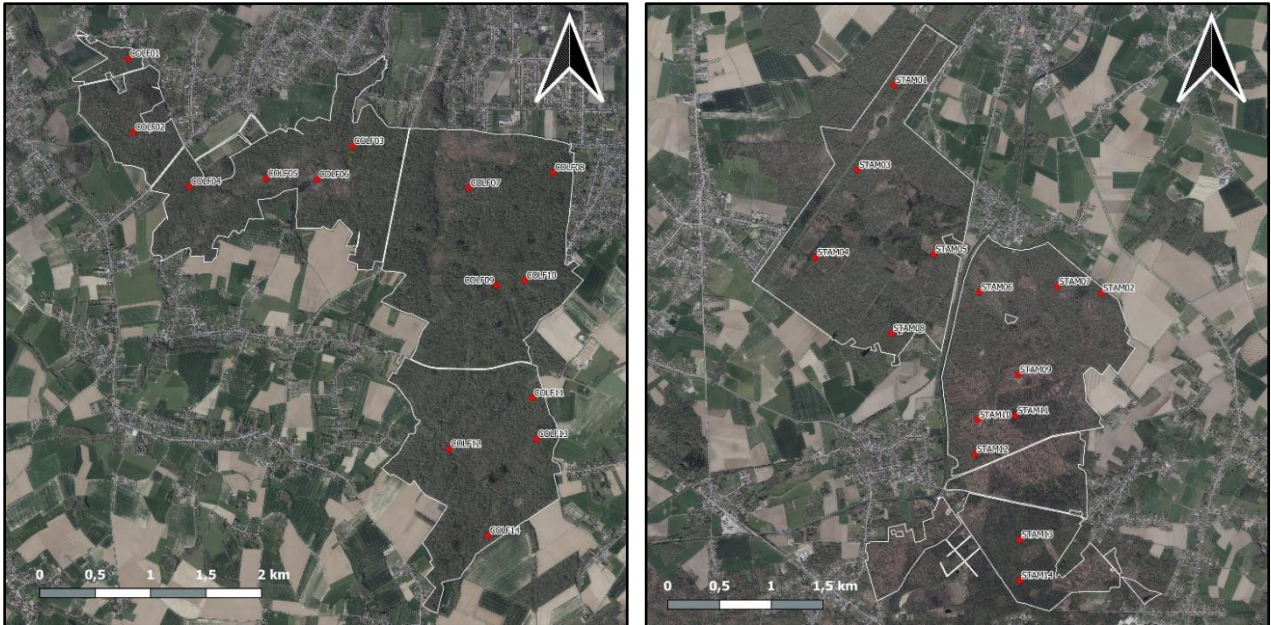 COLF01
COLF02
COLF03
COLF04
COLF05
COLF06
COLF07
COLF08
COLF09
COLF10
COLF11
COLF12
COLF13
COLF14
0 0,5 1 1,5 2 km
STAM01
STAM03
STAM04
STAM05
STAM06
STAM07
STAM02
STAM08
STAM09
STAM10
STAM11
STAM12
STAM13
STAM14
0 0,5 1 1,5 km